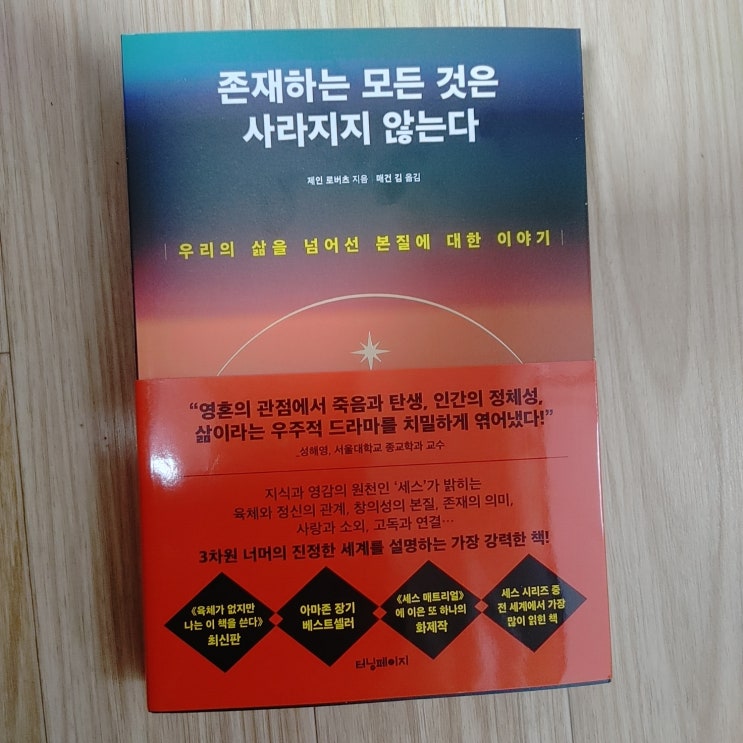 존재하는 모든 것은
사라지지 않는다
제인 로버츠 지음 | 매건 김 옮김
| 우리의 삶을 넘어선 본질에 대한 이야기 |
“영혼의 관점에서 죽음과 탄생, 인간의 정체성,
삶이라는 우주적 드라마를 치밀하게 엮어냈다!”
_성해영, 서울대학교 종교학과 교수
지식과 영감의 원천인 ‘세스’가 밝히는
육체와 정신의 관계, 창의성의 본질, 존재의 의미,
사랑과 소외, 고독과 연결…
3차원 너머의 진정한 세계를 설명하는 가장 강력한 책!
《육체가 없지만
나는 이 책을 쓴다》
최신판
아마존 장기
베스트셀러
《세스 매트리얼》
에 이은 또 하나의
화제작
세스 시리즈 중
전 세계에서 가장
많이 읽힌 책
터닝페이지